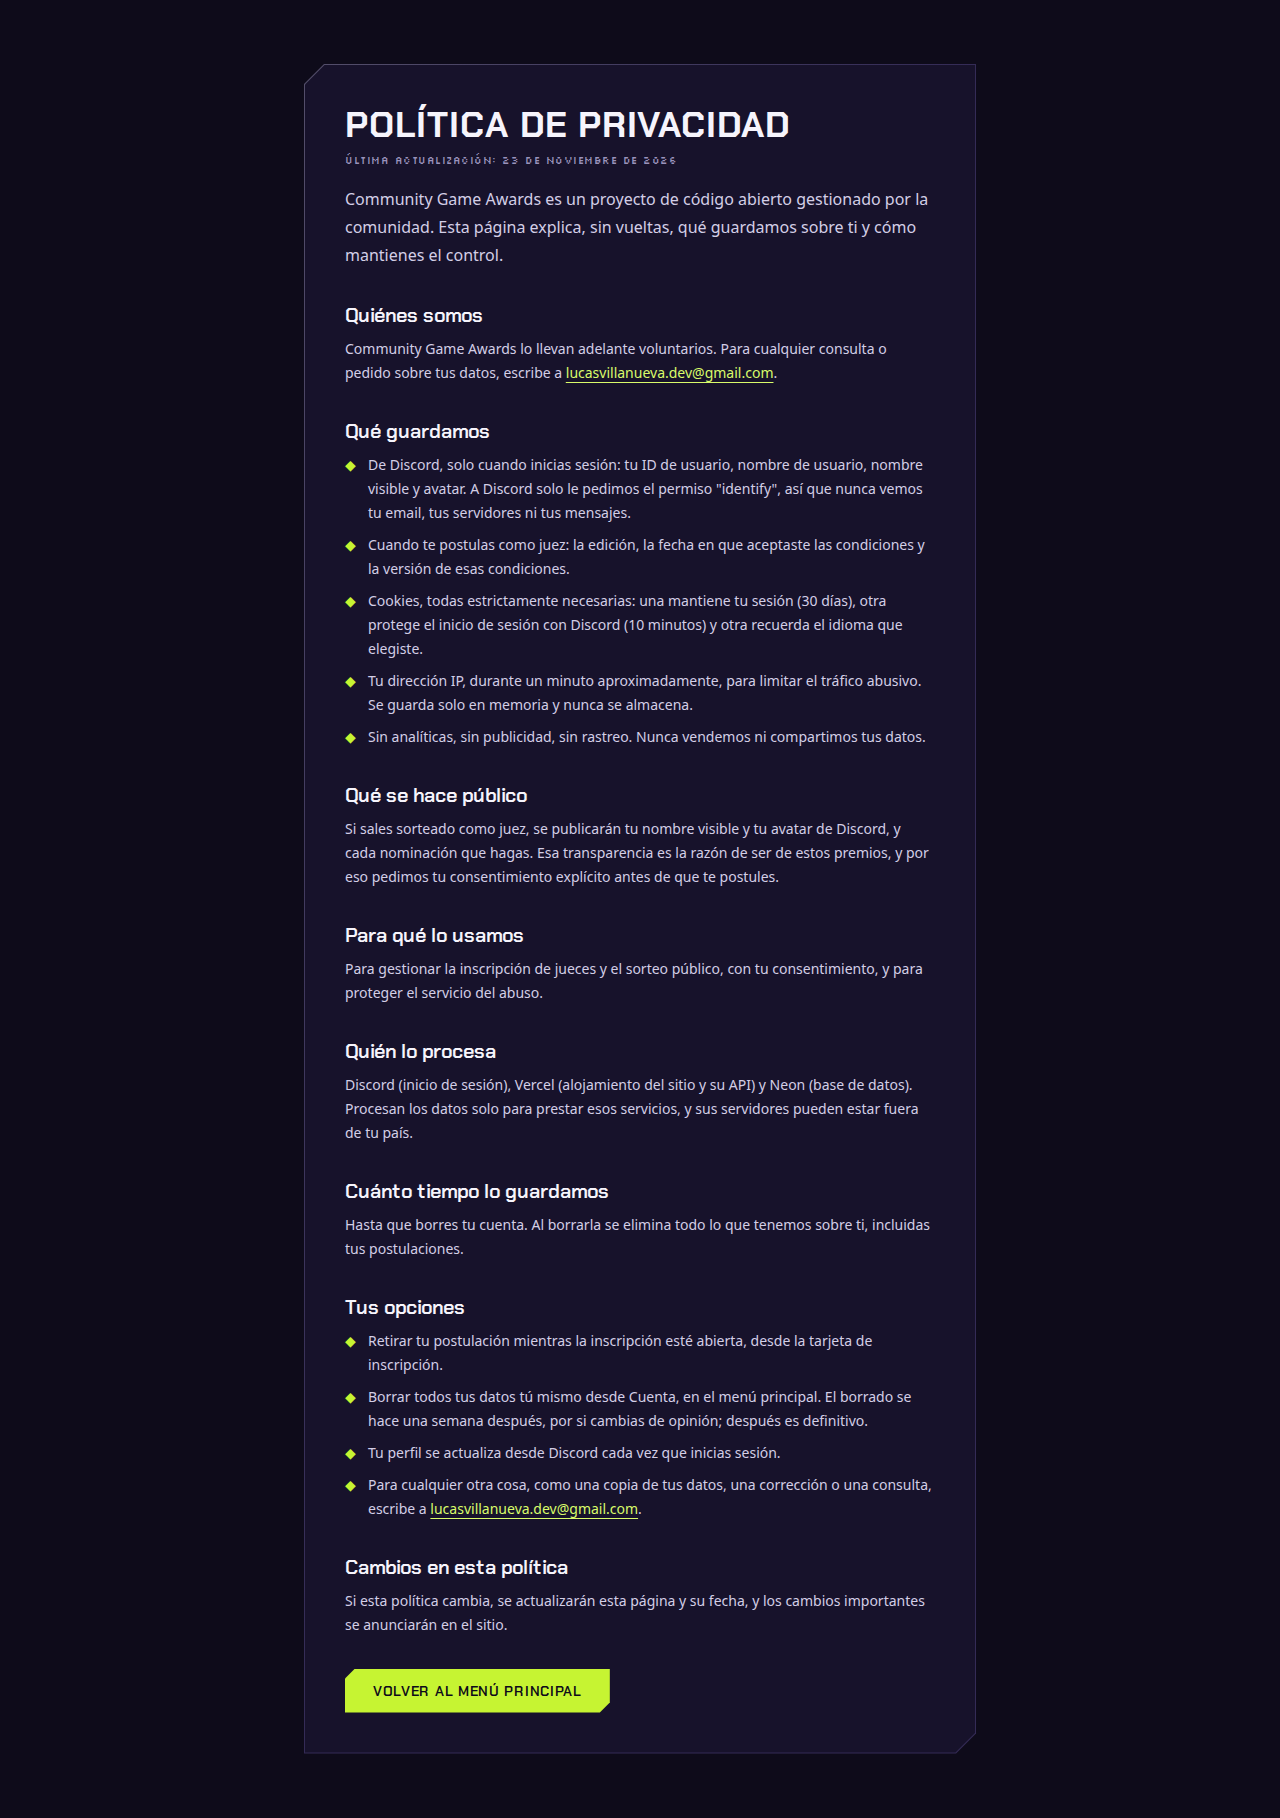 POLÍTICA DE PRIVACIDAD
ÚLTIMA ACTUALIZACIÓN: 23 DE NOVIEMBRE DE
Community Game Awards es un proyecto de código abierto gestionado por la
comunidad. Esta página explica, sin vueltas, qué guardamos sobre ti y cómo
mantienes el control.
Quiénes somos
Community Game Awards lo llevan adelante voluntarios. Para cualquier consulta o
pedido sobre tus datos, escribe a lucasvillanueva.dev@gmail.com.
Qué guardamos
◆ De Discord, solo cuando inicias sesión: tu ID de usuario, nombre de usuario, nombre
visible y avatar. A Discord solo le pedimos el permiso "identify", así que nunca vemos
tu email, tus servidores ni tus mensajes.
◆ Cuando te postulas como juez: la edición, la fecha en que aceptaste las condiciones y
la versión de esas condiciones.
◆ Cookies, todas estrictamente necesarias: una mantiene tu sesión (30 días), otra
protege el inicio de sesión con Discord (10 minutos) y otra recuerda el idioma que
elegiste.
◆ Tu dirección IP, durante un minuto aproximadamente, para limitar el tráfico abusivo.
Se guarda solo en memoria y nunca se almacena.
◆ Sin analíticas, sin publicidad, sin rastreo. Nunca vendemos ni compartimos tus datos.
Qué se hace público
Si sales sorteado como juez, se publicarán tu nombre visible y tu avatar de Discord, y
cada nominación que hagas. Esa transparencia es la razón de ser de estos premios, y por
eso pedimos tu consentimiento explícito antes de que te postules.
Para qué lo usamos
Para gestionar la inscripción de jueces y el sorteo público, con tu consentimiento, y para
proteger el servicio del abuso.
Quién lo procesa
Discord (inicio de sesión), Vercel (alojamiento del sitio y su API) y Neon (base de datos).
Procesan los datos solo para prestar esos servicios, y sus servidores pueden estar fuera
de tu país.
Cuánto tiempo lo guardamos
Hasta que borres tu cuenta. Al borrarla se elimina todo lo que tenemos sobre ti, incluidas
tus postulaciones.
Tus opciones
◆ Retirar tu postulación mientras la inscripción esté abierta, desde la tarjeta de
inscripción.
◆ Borrar todos tus datos tú mismo desde Cuenta, en el menú principal. El borrado se
hace una semana después, por si cambias de opinión; después es definitivo.
◆ Tu perfil se actualiza desde Discord cada vez que inicias sesión.
◆ Para cualquier otra cosa, como una copia de tus datos, una corrección o una consulta,
escribe a lucasvillanueva.dev@gmail.com.
Cambios en esta política
Si esta política cambia, se actualizarán esta página y su fecha, y los cambios importantes
se anunciarán en el sitio.
VOLVER AL MENÚ PRINCIPAL